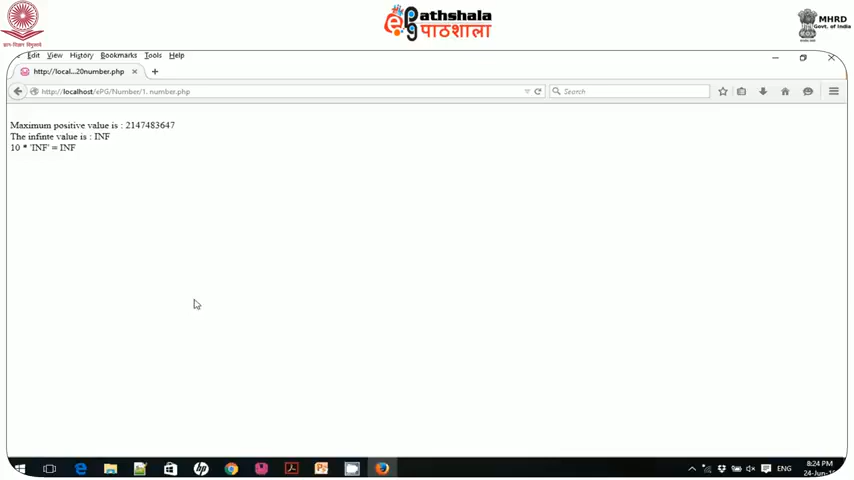 Pathshala
पाठशाला
MHRD
Govt. of India
Edit View History Bookmarks Tools Help
http://local...20number.php
http://localhost/ePG/Number/1. number.php
Search
Maximum positive value is : 2147483647
The infinte value is : INF
10 * 'INF' = INF
ENG
8:24 PM